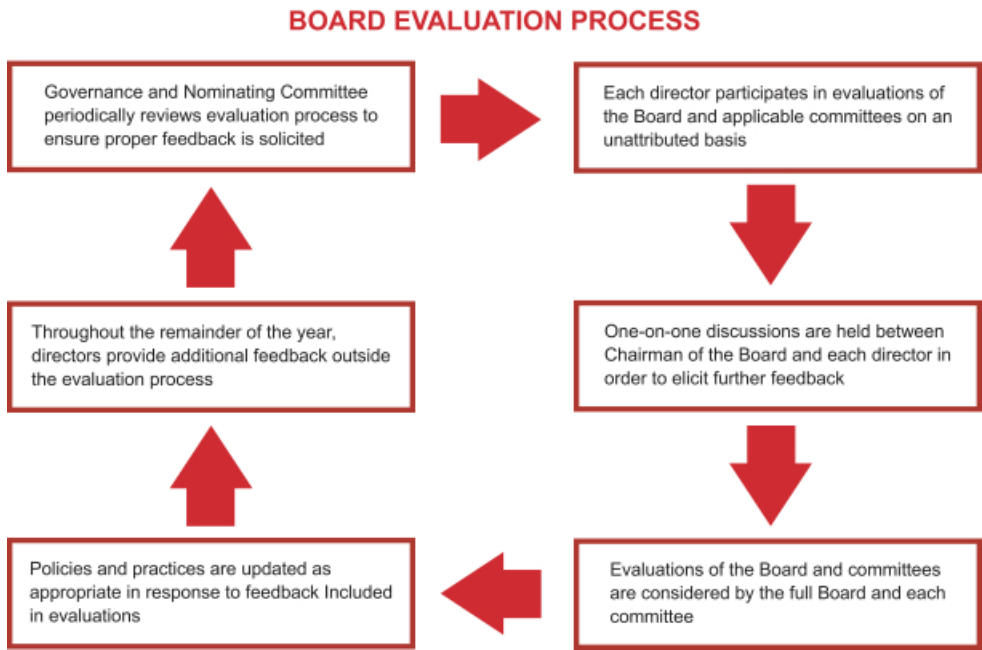 BOARD EVALUATION PROCESS
Governance and Nominating Committee
periodically reviews evaluation process to
ensure proper feedback is solicited
Each director participates in evaluations of
the Board and applicable committees on an
unattributed basis
One-on-one discussions are held between
Chairman of the Board and each director in
order to elicit further feedback
Evaluations of the Board and committees
are considered by the full Board and each
committee
Policies and practices are updated as
appropriate in response to feedback Included
in evaluations
Throughout the remainder of the year,
directors provide additional feedback outside
the evaluation process